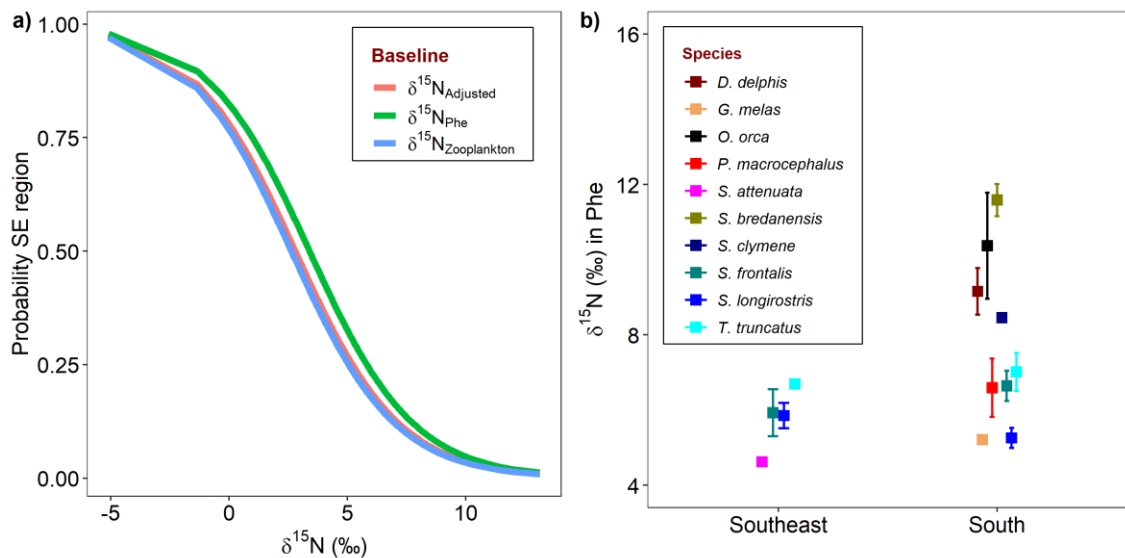 a)
Probability SE region
1.00
0.75
0.50
0.25
0.00
-5
0
5
10
δ15N (‰)
Baseline
δ15NAdjusted
δ15NPhe
δ15NZooplankton
b)
δ15N (‰) in Phe
16
12
8
4
Southeast
South
Species
D. delphis
G. melas
O. orca
P. macrocephalus
S. attenuata
S. bredanensis
S. clymene
S. frontalis
S. longirostris
T. truncatus